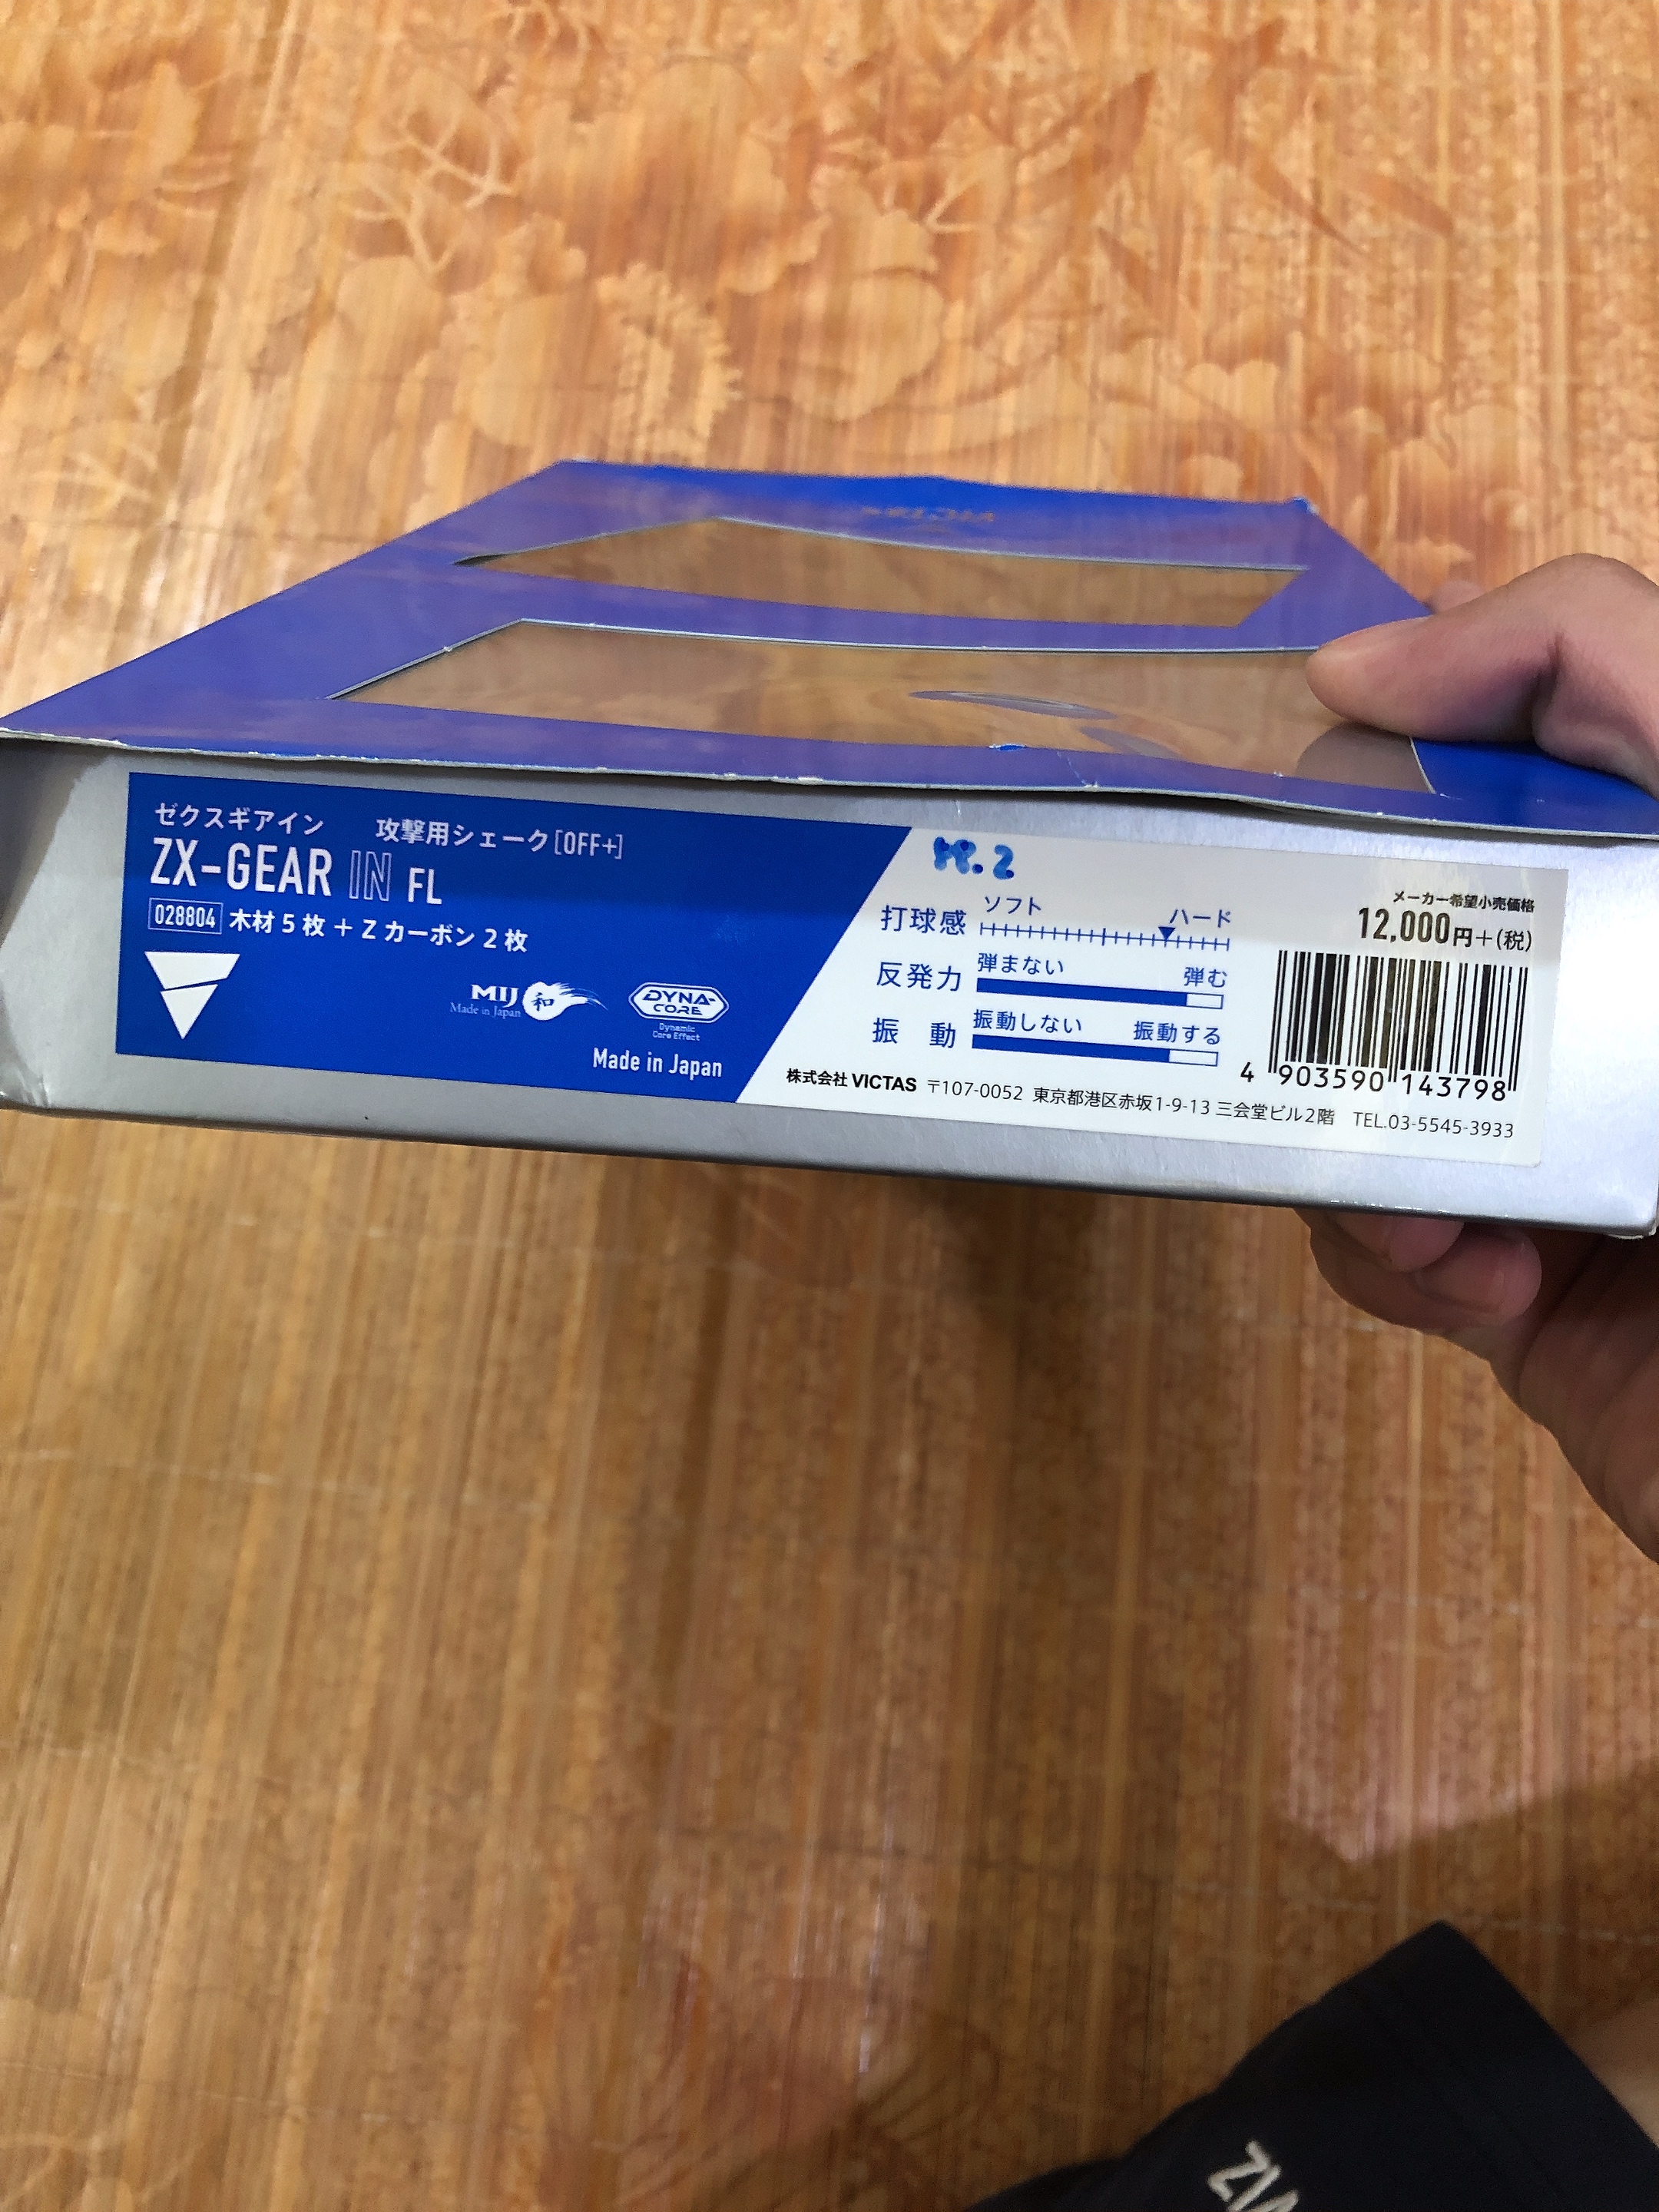 ゼクスギアイン 攻撃用シェーク[OFF+]
ZX-GEAR IN FL
028804 木材5枚+Zカーボン2枚
MIJ 和
Made in Japan
DYNA-
CORE
Dynamic
Core Effect
Made in Japan
打球感 ソフト ハード
反発力 弾まない 弾む
振動 振動しない 振動する
メーカー希望小売価格
12,000円+(税)
4 903590 143798
株式会社 VICTAS 〒107-0052 東京都港区赤坂1-9-13 三会堂ビル2階 TEL.03-5545-3933